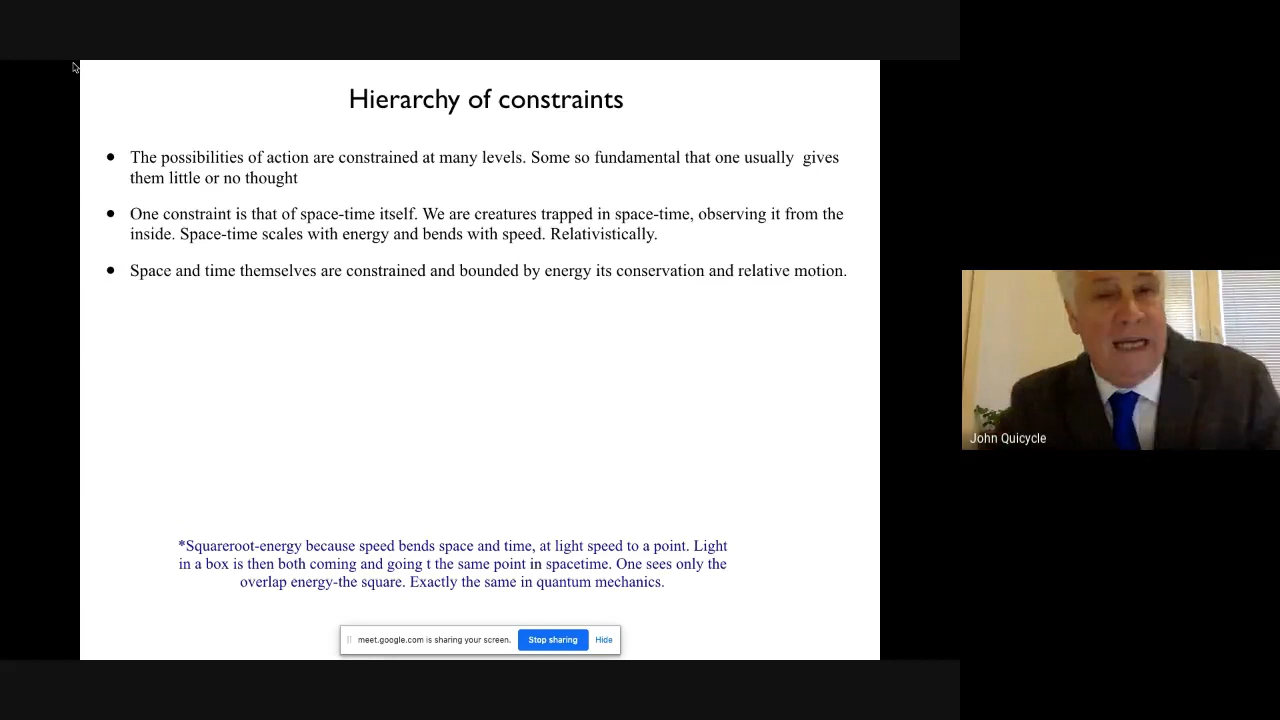 Hierarchy of constraints
● The possibilities of action are constrained at many levels. Some so fundamental that one usually gives
them little or no thought
● One constraint is that of space-time itself. We are creatures trapped in space-time, observing it from the
inside. Space-time scales with energy and bends with speed. Relativistically.
● Space and time themselves are constrained and bounded by energy its conservation and relative motion.
*Squareroot-energy because speed bends space and time, at light speed to a point. Light
in a box is then both coming and going t the same point in spacetime. One sees only the
overlap energy-the square. Exactly the same in quantum mechanics.
meet.google.com is sharing your screen. Stop sharing Hide
John Quicycle